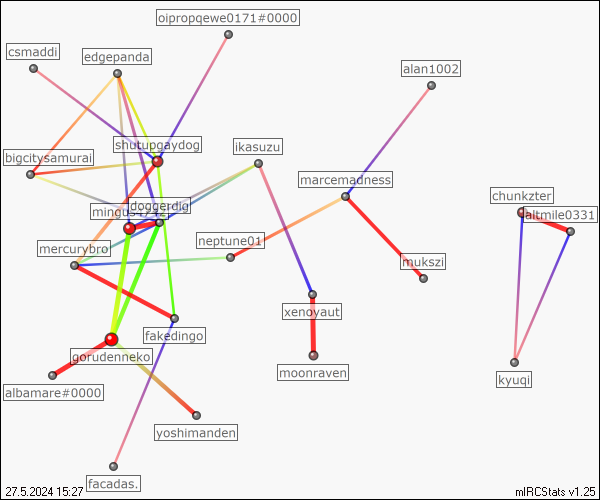 oipropqewe0171#0000
csmaddi
edgepanda
alan1002
shutupgaydog
ikasuzu
bigcitysamurai
marcemadness
chunkzter
doggerdig
altmile0331
neptune01
mercurybro
mukszi
xenoyaut
fakedingo
gorudenneko
moonraven
kyuqi
albamare#0000
yoshimanden
facadas.
27.5.2024 15:27
mIRCStats v1.25